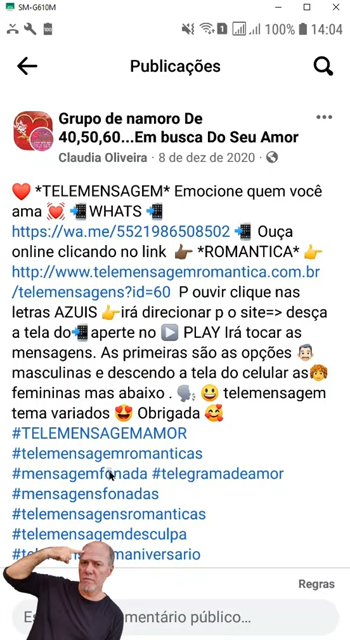 SM-G610M
100% 14:04
Publicações
Grupo de namoro De
40,50,60...Em busca Do Seu Amor
Claudia Oliveira · 8 de dez de 2020 ·
*TELEMENSAGEM* Emocione quem você
ama WHATS
https://wa.me/5521986508502 Ouça
online clicando no link *ROMANTICA*
http://www.telemensagemromantica.com.br
/telemensagens?id=60 P ouvir clique nas
letras AZUIS irá direcionar p o site=> desça
a tela do aperte no PLAY Irá tocar as
mensagens. As primeiras são as opções
masculinas e descendo a tela do celular as
femininas mas abaixo . telemensagem
tema variados Obrigada
#TELEMENSAGEMAMOR
#telemensagemromanticas
#mensagemfonada #telegramadeamor
#mensagensfonadas
#telemensagensromanticas
#telemensagemdesculpa
Regras